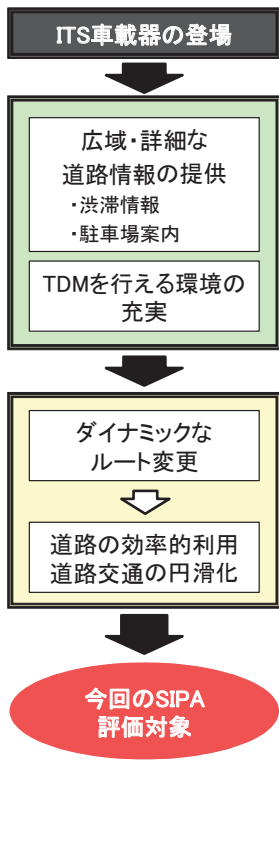 ITS車載器の登場
広域・詳細な
道路情報の提供
・渋滞情報
・駐車場案内
TDMを行える環境の
充実
ダイナミックな
ルート変更
道路の効率的利用
道路交通の円滑化
今回のSIPA
評価対象